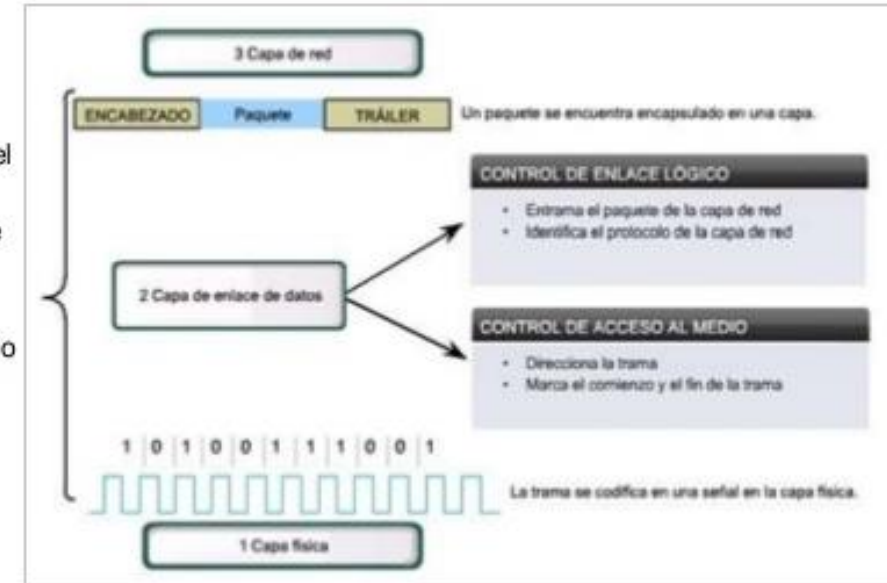 3 Capa de red
ENCABEZADO Paquete TRÁILER Un paquete se encuentra encapsulado en una capa.
el
CONTROL DE ENLACE LÓGICO
• Entrama el paquete de la capa de red
• Identifica el protocolo de la capa de red
2 Capa de enlace de datos
CONTROL DE ACCESO AL MEDIO
• Direcciona la trama
• Marca el comienzo y el fin de la trama
1 0 1 0 0 1 1 1 0 0 1
La trama se codifica en una señal en la capa física.
1 Capa física